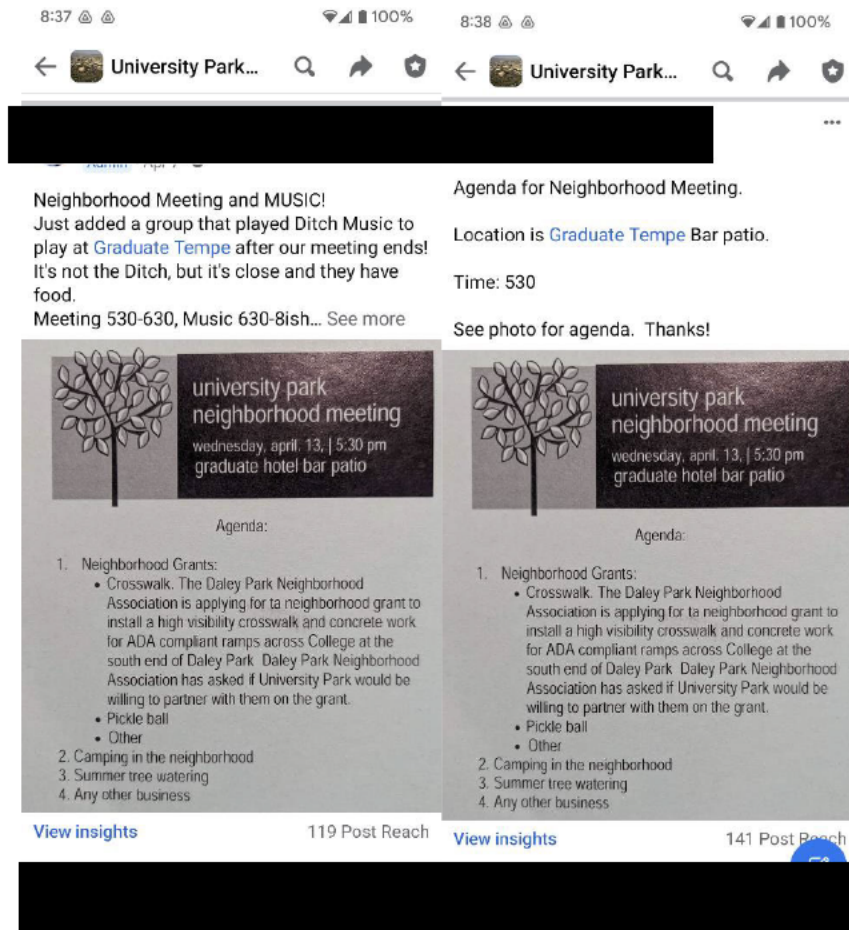 8:37
100%
University Park...
Neighborhood Meeting and MUSIC!
Just added a group that played Ditch Music to
play at Graduate Tempe after our meeting ends!
It's not the Ditch, but it's close and they have
food.
Meeting 530-630, Music 630-8ish... See more
university park
neighborhood meeting
wednesday, april. 13, | 5:30 pm
graduate hotel bar patio
Agenda:
1. Neighborhood Grants:
• Crosswalk. The Daley Park Neighborhood
Association is applying for ta neighborhood grant to
install a high visibility crosswalk and concrete work
for ADA compliant ramps across College at the
south end of Daley Park Daley Park Neighborhood
Association has asked if University Park would be
willing to partner with them on the grant.
• Pickle ball
• Other
2. Camping in the neighborhood
3. Summer tree watering
4. Any other business
View insights
119 Post Reach
8:38
100%
University Park...
Agenda for Neighborhood Meeting.
Location is Graduate Tempe Bar patio.
Time: 530
See photo for agenda. Thanks!
university park
neighborhood meeting
wednesday, april. 13, | 5:30 pm
graduate hotel bar patio
Agenda:
1. Neighborhood Grants:
• Crosswalk. The Daley Park Neighborhood
Association is applying for ta neighborhood grant to
install a high visibility crosswalk and concrete work
for ADA compliant ramps across College at the
south end of Daley Park Daley Park Neighborhood
Association has asked if University Park would be
willing to partner with them on the grant.
• Pickle ball
• Other
2. Camping in the neighborhood
3. Summer tree watering
4. Any other business
View insights
141 Post Reach